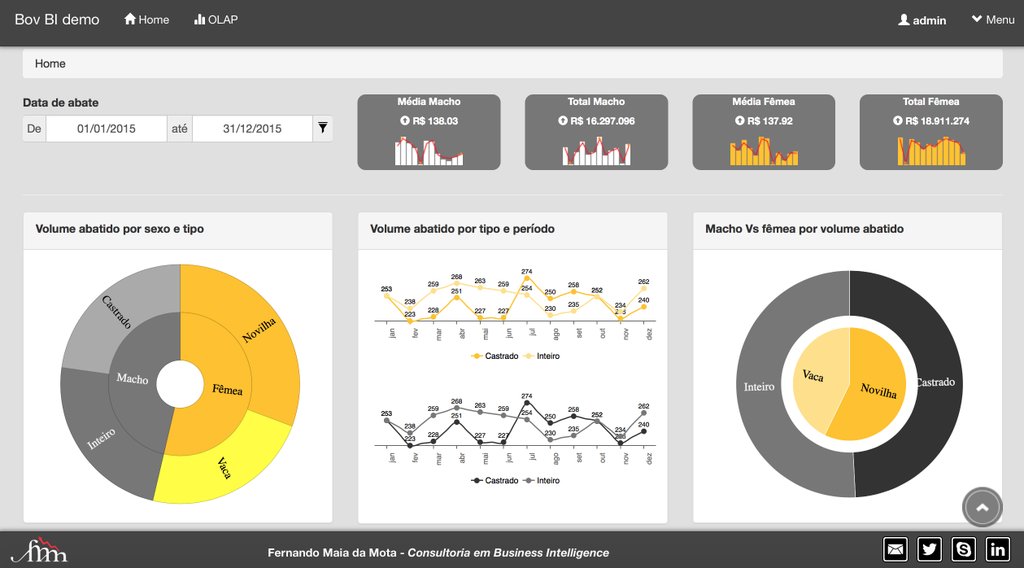 Bov BI demo Home OLAP admin Menu
Home
Data de abate
De 01/01/2015 até 31/12/2015
Média Macho
R$ 138.03
Total Macho
R$ 16.297.096
Média Fêmea
R$ 137.92
Total Fêmea
R$ 18.911.274
Volume abatido por sexo e tipo
Castrado
Novilha
Macho
Fêmea
Inteiro
Vaca
Volume abatido por tipo e período
253 238 259 268 263 259 274 250 258 252 234 262
223 228 251 227 227 254 230 235 240
jan fev mar abr mai jun jul ago set out nov dez
Castrado Inteiro
253 238 259 268 263 259 274 250 258 252 234 262
223 228 251 227 227 254 230 235 240
jan fev mar abr mai jun jul ago set out nov dez
Castrado Inteiro
Macho Vs fêmea por volume abatido
Inteiro
Vaca
Novilha
Castrado
fmm
Fernando Maia da Mota - Consultoria em Business Intelligence